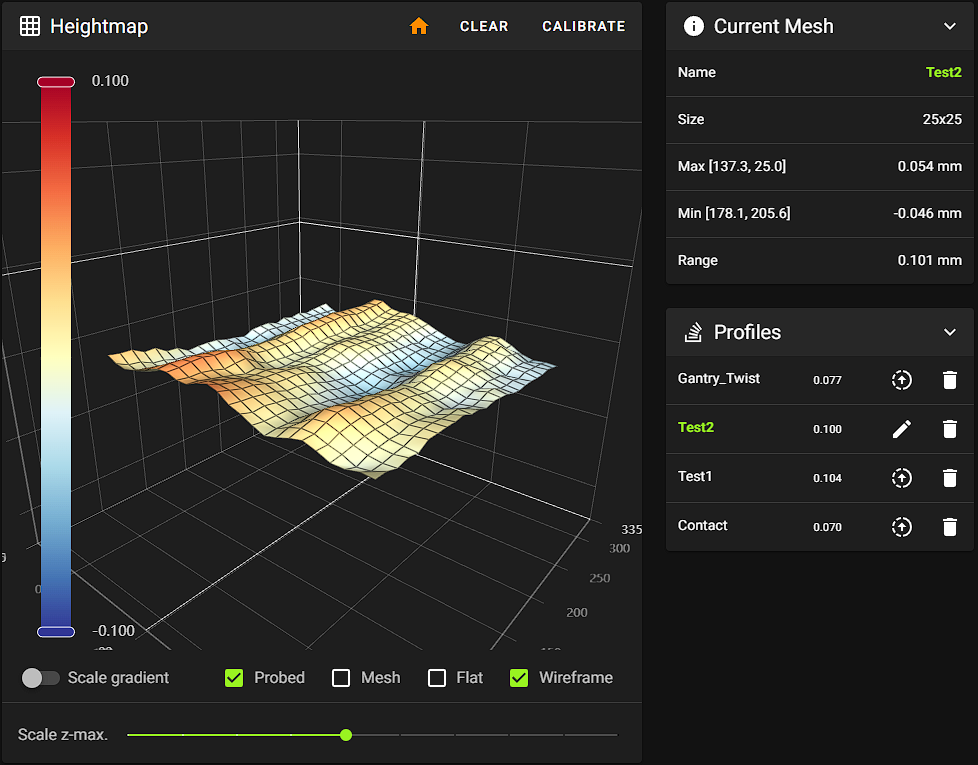 Heightmap
CLEAR
CALIBRATE
0.100
-0.100
335
300
250
200
0
Scale gradient
Probed
Mesh
Flat
Wireframe
Scale z-max.
Current Mesh
Name Test2
Size 25x25
Max [137.3, 25.0] 0.054 mm
Min [178.1, 205.6] -0.046 mm
Range 0.101 mm
Profiles
Gantry_Twist 0.077
Test2 0.100
Test1 0.104
Contact 0.070